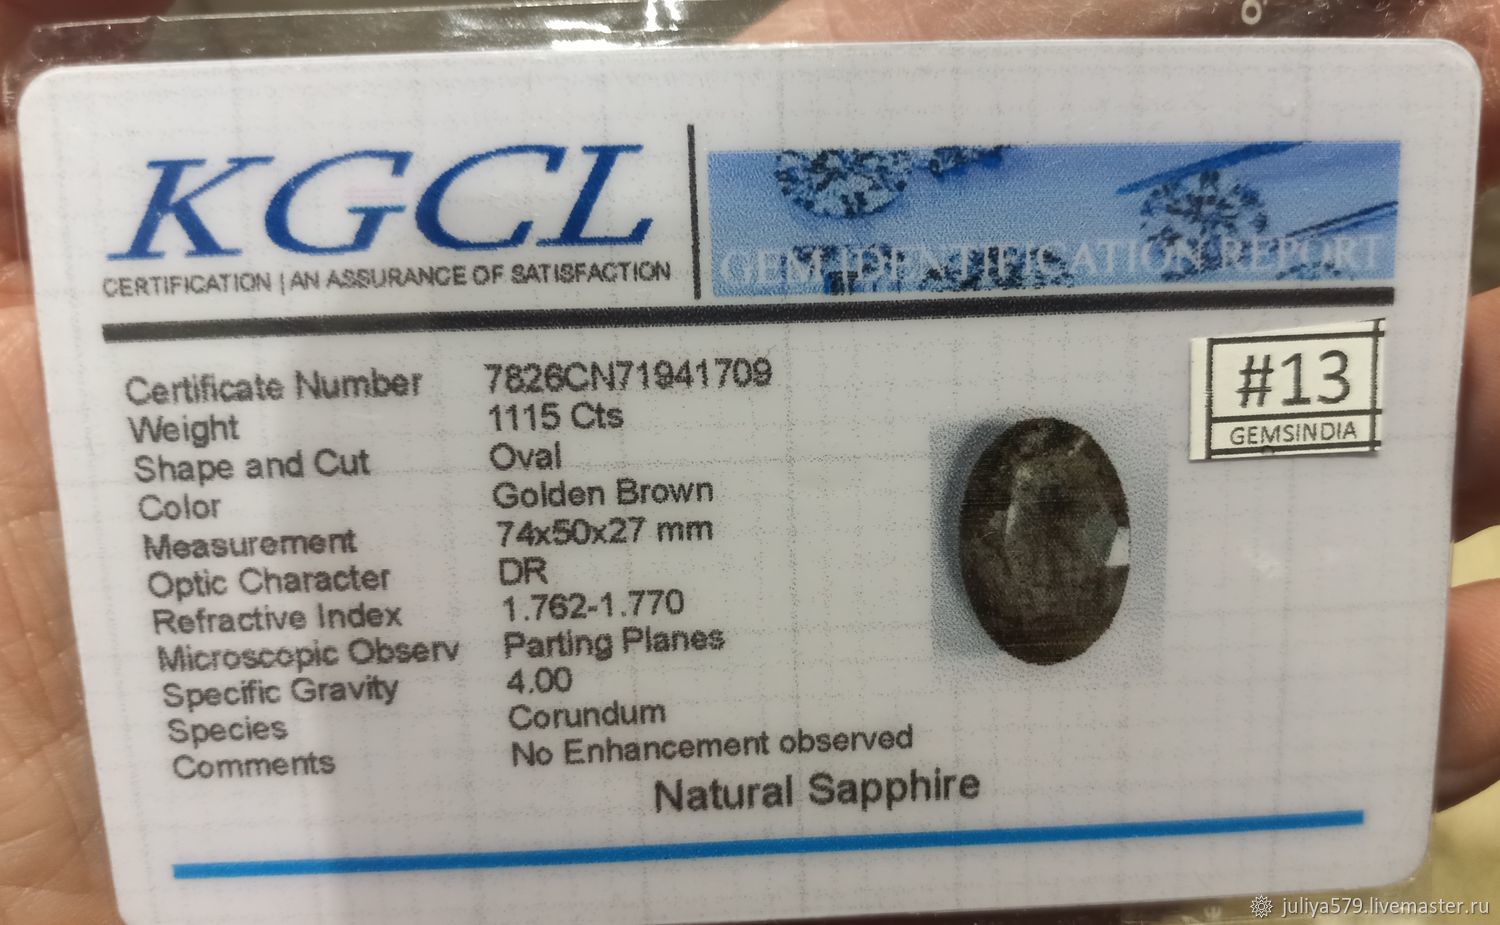 KGCL
CERTIFICATION | AN ASSURANCE OF SATISFACTION
GEM IDENTIFICATION REPORT
#13
GEMSINDIA
Certificate Number 7826CN71941709
Weight 1115 Cts
Shape and Cut Oval
Color Golden Brown
Measurement 74x50x27 mm
Optic Character DR
Refractive Index 1.762-1.770
Microscopic Observ Parting Planes
Specific Gravity 4.00
Species Corundum
Comments No Enhancement observed
Natural Sapphire
juliya579.livemaster.ru